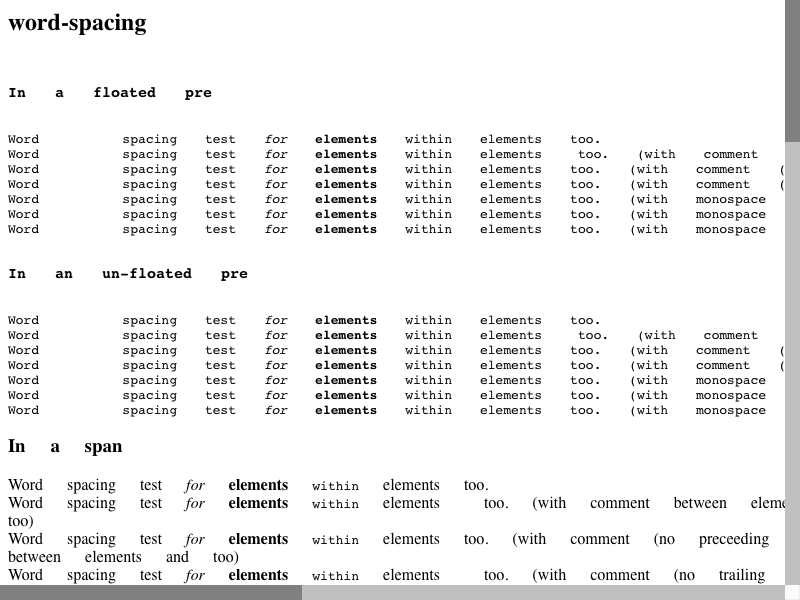 word-spacing
In a floated pre
Word spacing test for elements within elements too.
Word spacing test for elements within elements too. (with comment
Word spacing test for elements within elements too. (with comment (
Word spacing test for elements within elements too. (with comment (
Word spacing test for elements within elements too. (with monospace
Word spacing test for elements within elements too. (with monospace
Word spacing test for elements within elements too. (with monospace
In an un-floated pre
Word spacing test for elements within elements too.
Word spacing test for elements within elements too. (with comment
Word spacing test for elements within elements too. (with comment (
Word spacing test for elements within elements too. (with comment (
Word spacing test for elements within elements too. (with monospace
Word spacing test for elements within elements too. (with monospace
Word spacing test for elements within elements too. (with monospace
In a span
Word spacing test for elements within elements too.
Word spacing test for elements within elements too. (with comment between eleme
too)
Word spacing test for elements within elements too. (with comment (no preceeding
between elements and too)
Word spacing test for elements within elements too. (with comment (no trailing